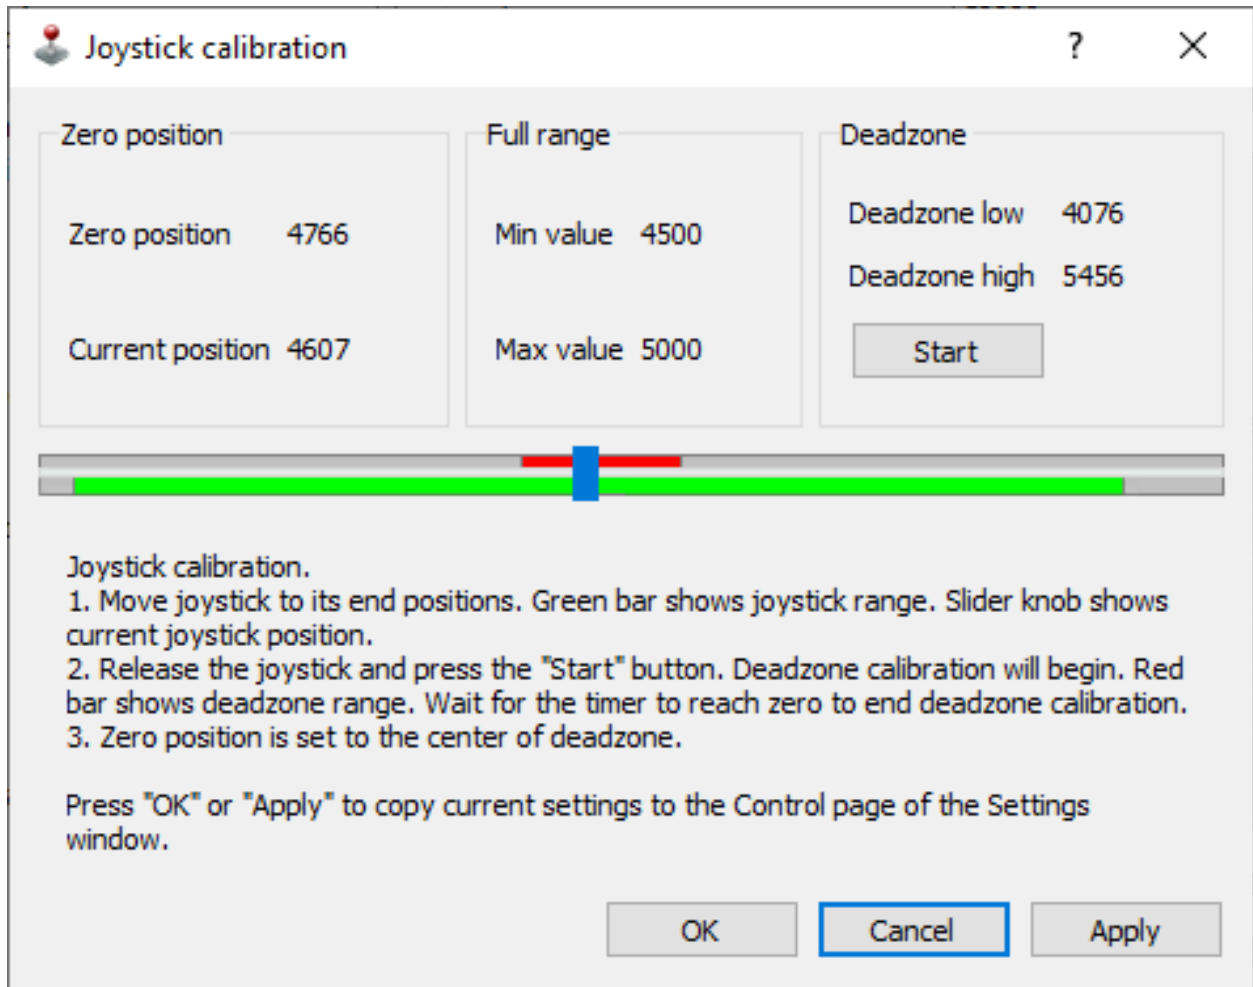 Joystick calibration
?
Zero position
Full range
Deadzone
Zero position 4766
Min value 4500
Deadzone low 4076
Deadzone high 5456
Current position 4607
Max value 5000
Start
Joystick calibration.
1. Move joystick to its end positions. Green bar shows joystick range. Slider knob shows
current joystick position.
2. Release the joystick and press the "Start" button. Deadzone calibration will begin. Red
bar shows deadzone range. Wait for the timer to reach zero to end deadzone calibration.
3. Zero position is set to the center of deadzone.
Press "OK" or "Apply" to copy current settings to the Control page of the Settings
window.
OK
Cancel
Apply